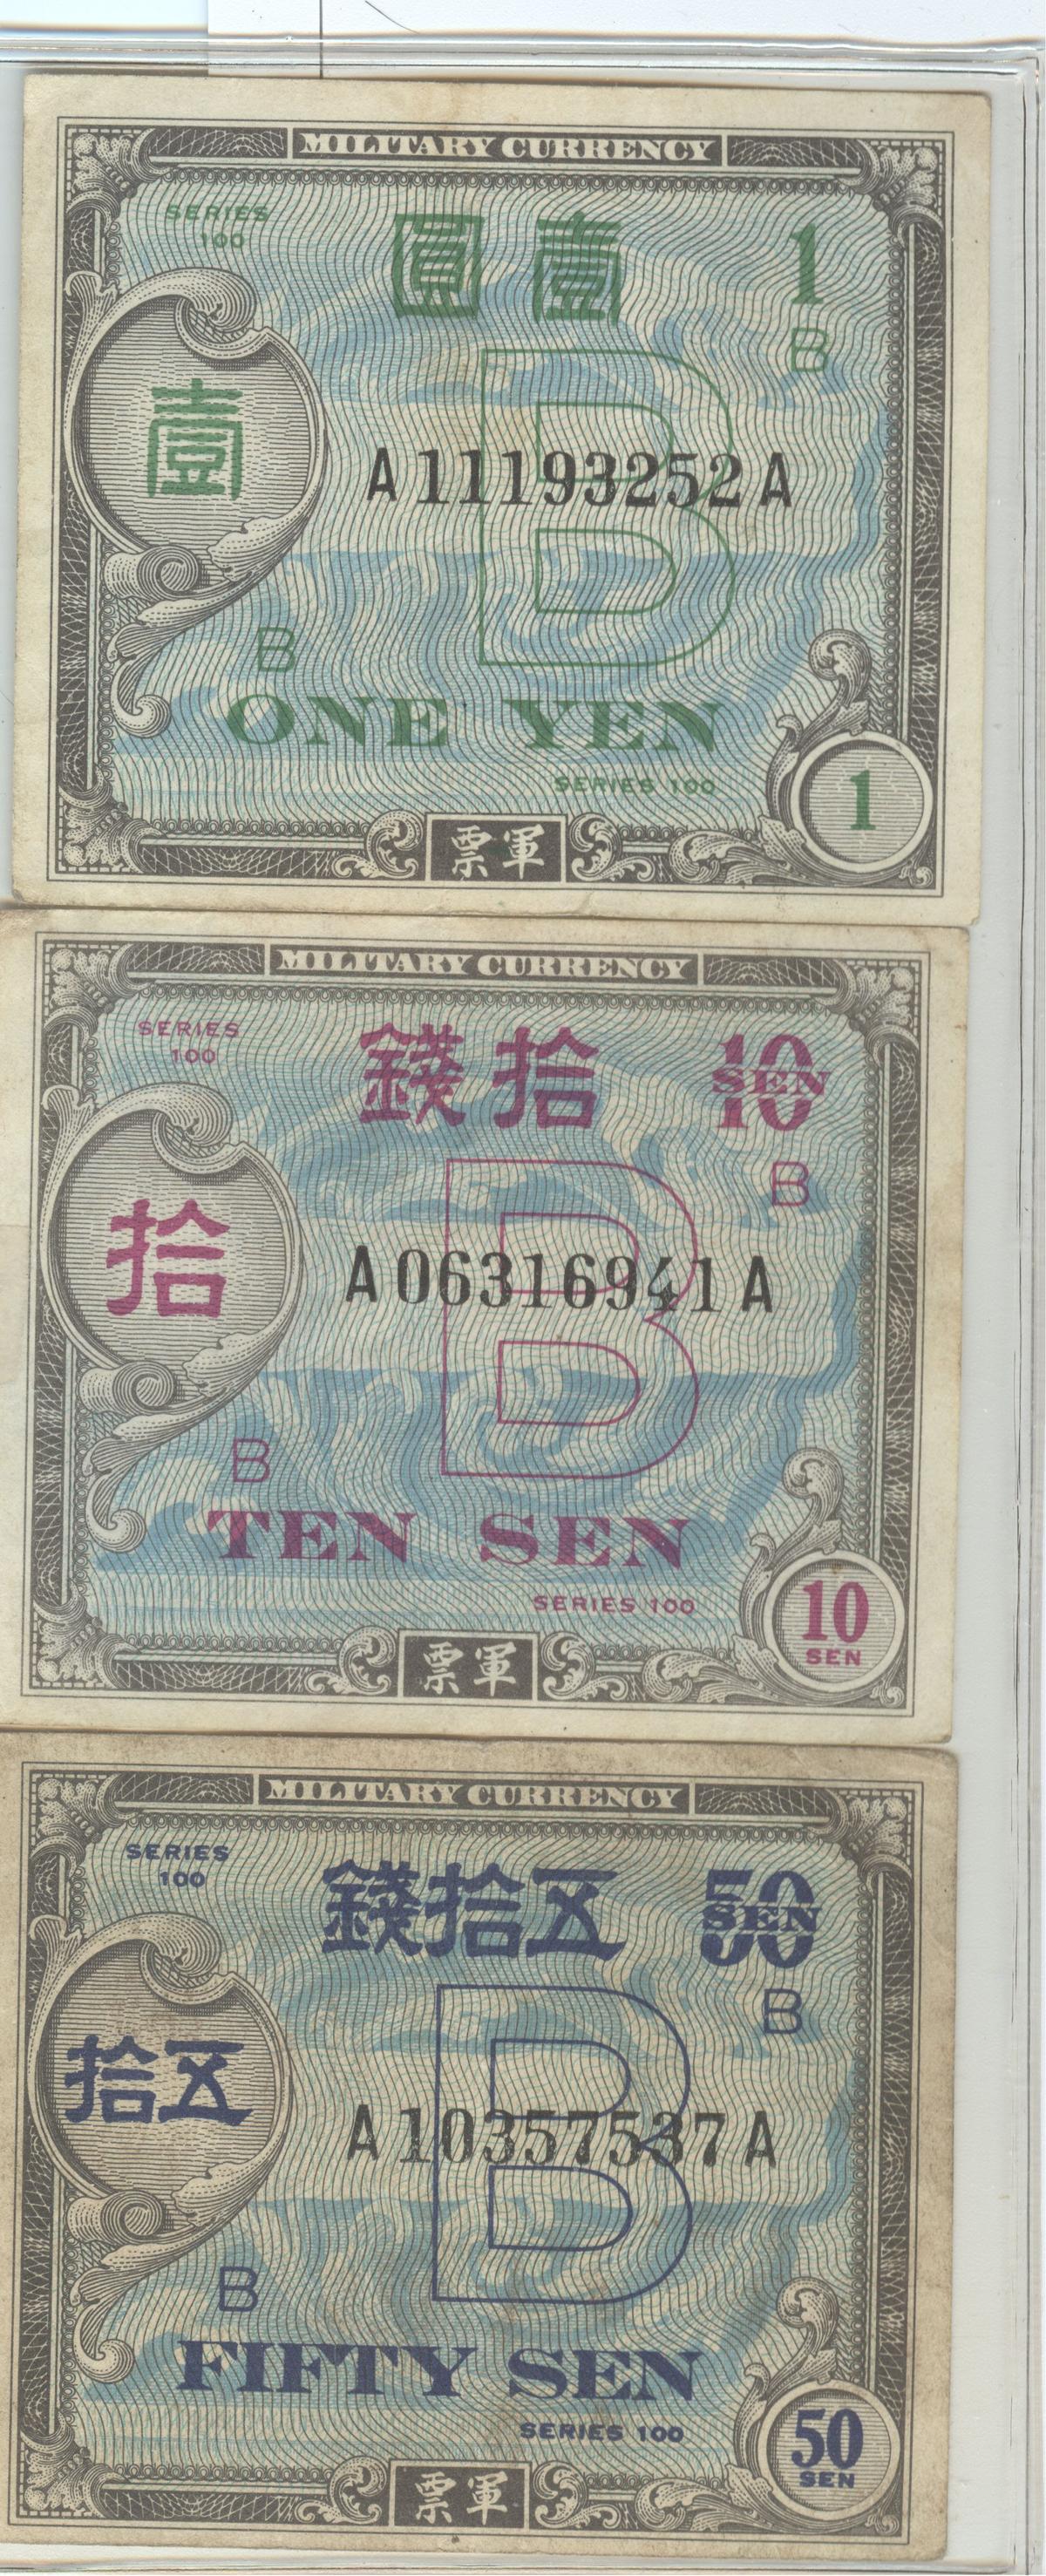 MILITARY CURRENCY
SERIES
100
圓壹 1
B
壹
B
A11193252A
B
ONE YEN
SERIES 100
1
票軍
MILITARY CURRENCY
SERIES
100
錢拾 10
SEN
B
拾
B
A06316941A
B
TEN SEN
SERIES 100
10
SEN
票軍
MILITARY CURRENCY
SERIES
100
錢拾五 50
SEN
B
拾五
B
A10357537A
B
FIFTY SEN
SERIES 100
50
SEN
票軍